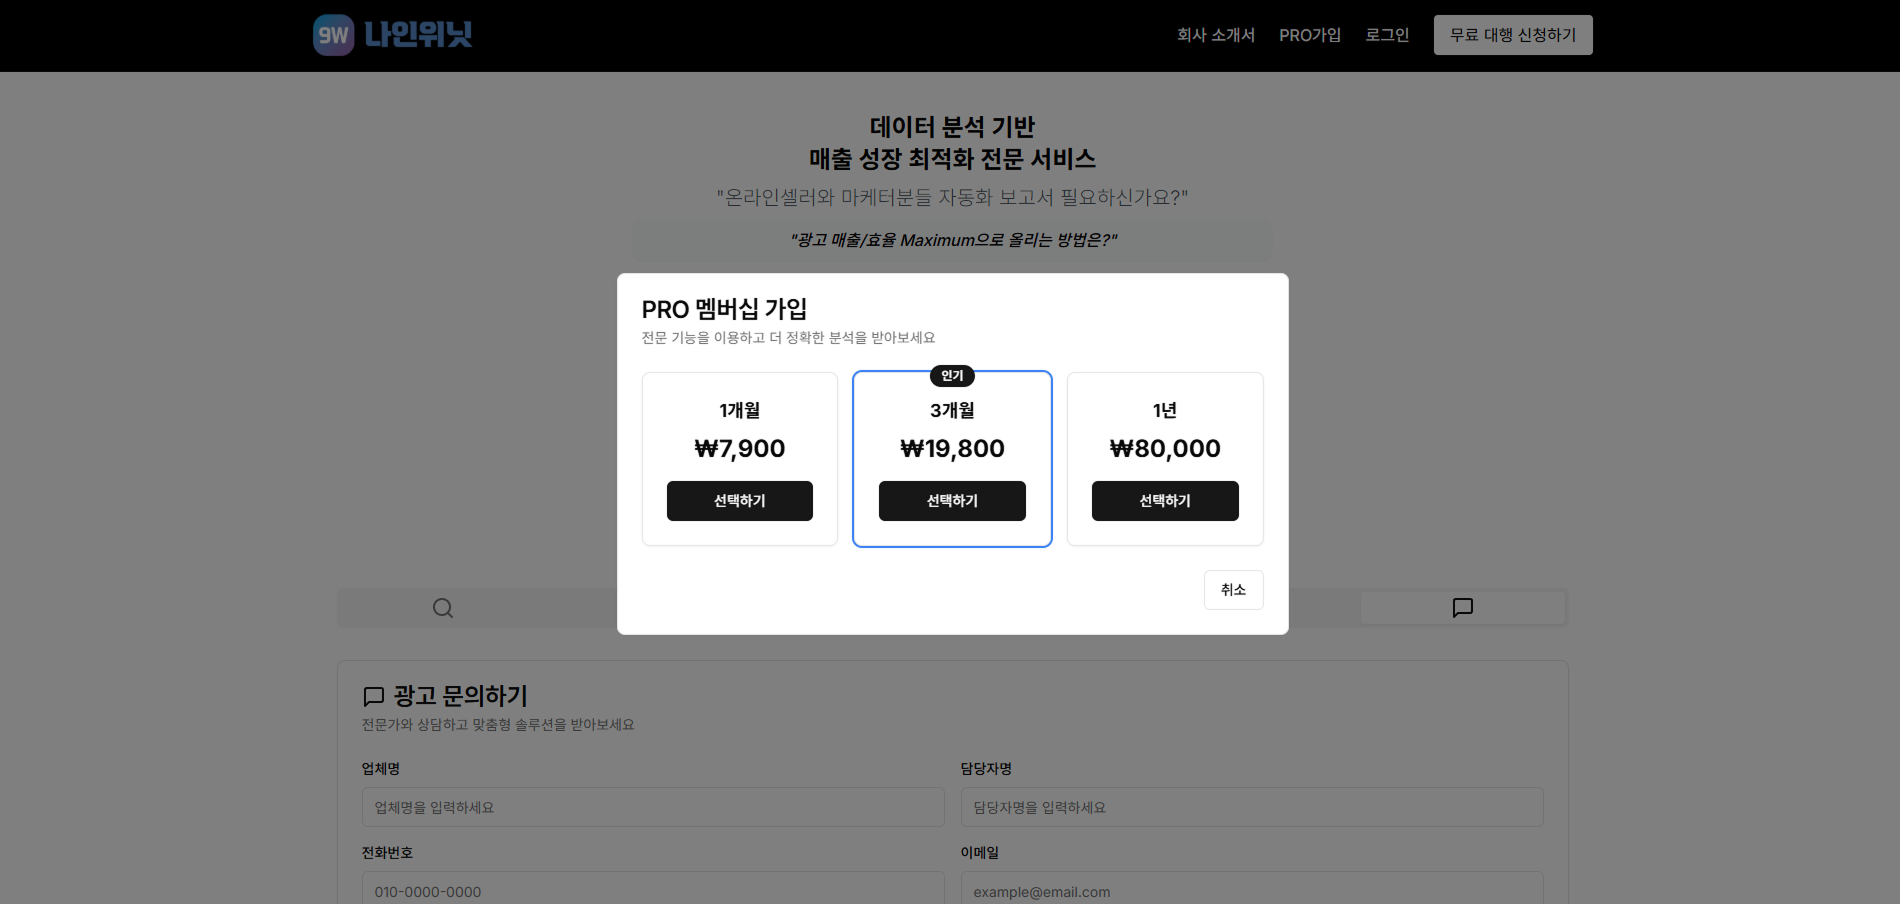 9W 나인위닛
회사 소개서 PRO가입 로그인 무료 대행 신청하기
데이터 분석 기반
매출 성장 최적화 전문 서비스
"온라인셀러와 마케터분들 자동화 보고서 필요하신가요?"
"광고 매출/효율 Maximum으로 올리는 방법은?"
PRO 멤버십 가입
전문 기능을 이용하고 더 정확한 분석을 받아보세요
1개월
₩7,900
선택하기
인기
3개월
₩19,800
선택하기
1년
₩80,000
선택하기
취소
광고 문의하기
전문가와 상담하고 맞춤형 솔루션을 받아보세요
업체명
업체명을 입력하세요
담당자명
담당자명을 입력하세요
전화번호
010-0000-0000
이메일
example@email.com